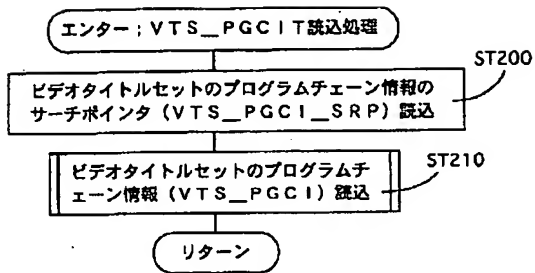 エンター；ＶＴＳ＿ＰＧＣＩＴ読込処理
ST200
ビデオタイトルセットのプログラムチェーン情報の
サーチポインタ（ＶＴＳ＿ＰＧＣＩ＿ＳＲＰ）読込
ST210
ビデオタイトルセットのプログラムチ
ェーン情報（ＶＴＳ＿ＰＧＣＩ）読込
リターン